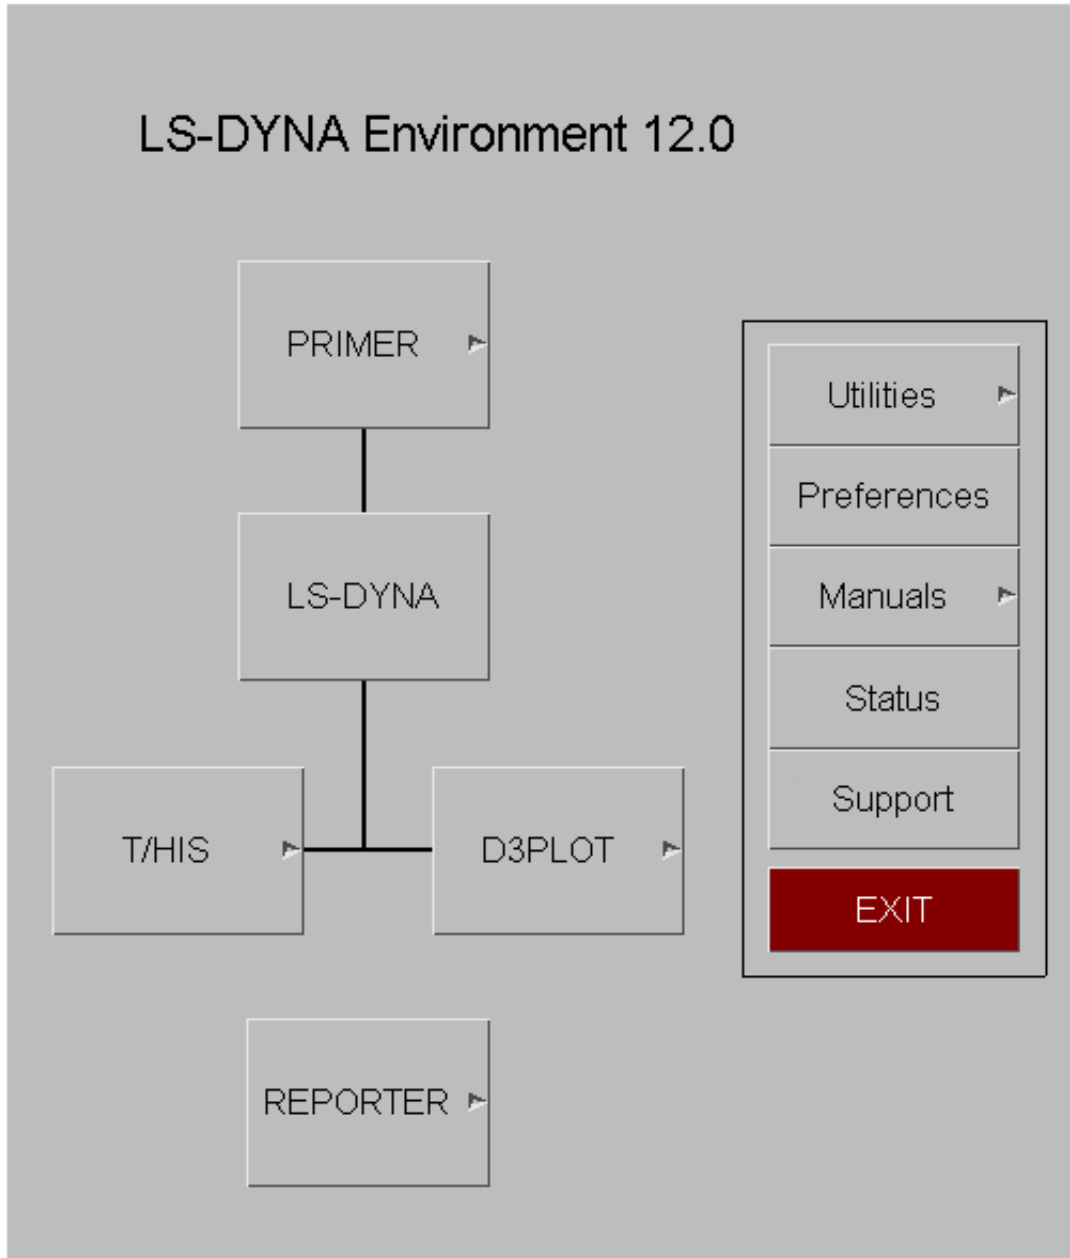 LS-DYNA Environment 12.0
PRIMER
LS-DYNA
T/HIS
D3PLOT
REPORTER
Utilities
Preferences
Manuals
Status
Support
EXIT